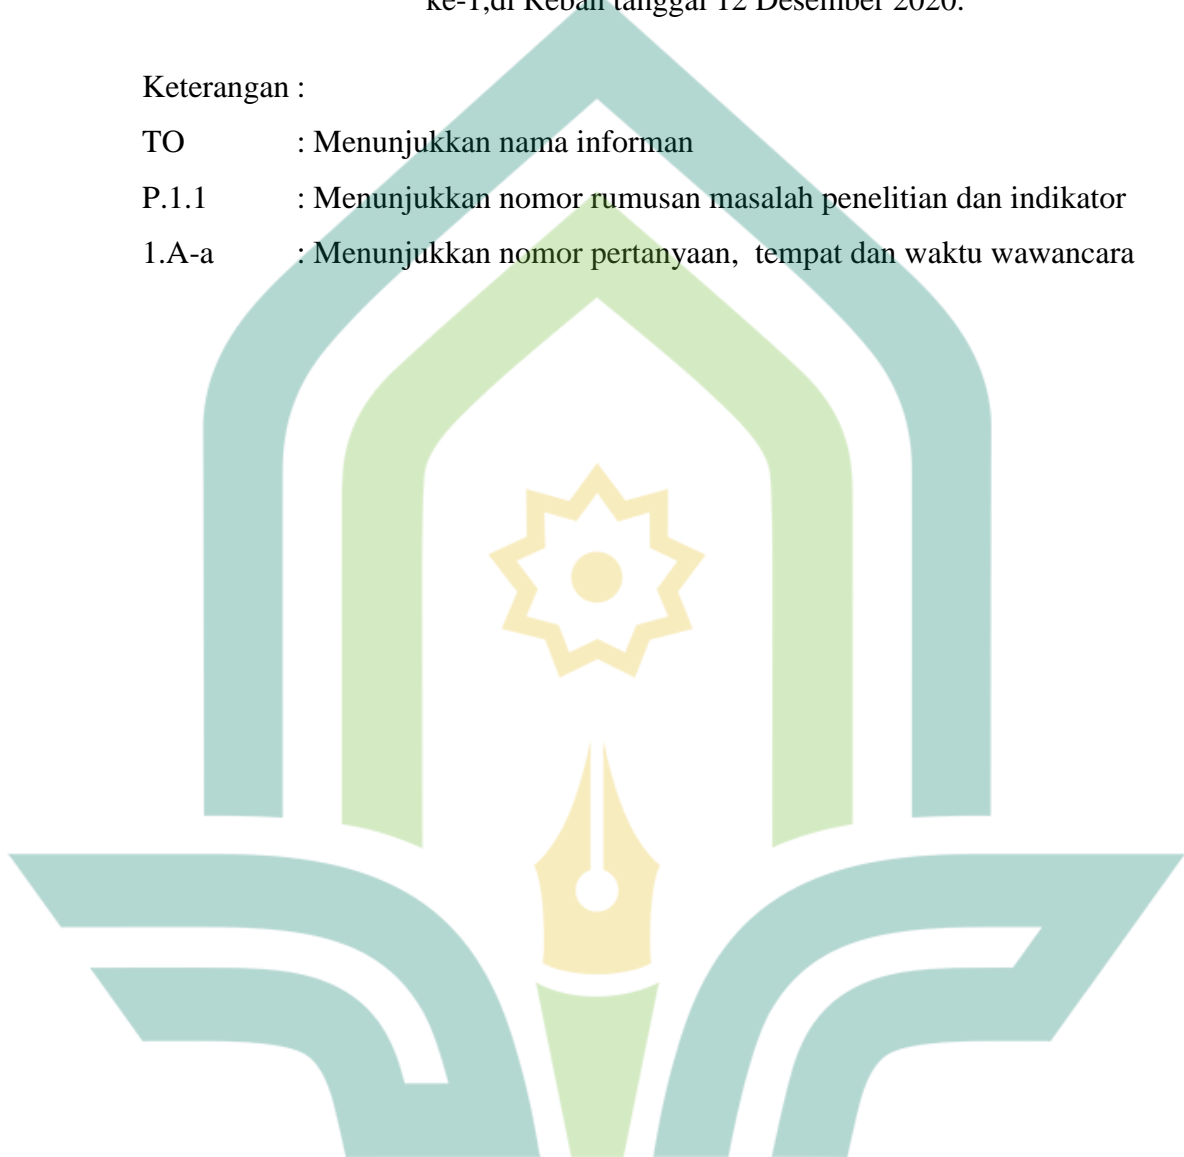 ke-1,di Reban tanggal 12 Desember 2020.
Keterangan :
TO : Menunjukkan nama informan
P.1.1 : Menunjukkan nomor rumusan masalah penelitian dan indikator
1.A-a : Menunjukkan nomor pertanyaan, tempat dan waktu wawancara